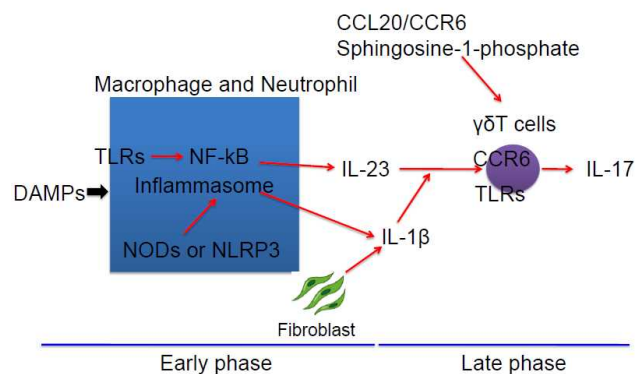 CCL20/CCR6
Sphingosine-1-phosphate
Macrophage and Neutrophil
γδT cells
TLRs
NF-kB
IL-23
CCR6
IL-17
DAMPs
Inflammasome
TLRs
NODs or NLRP3
IL-1β
Fibroblast
Early phase
Late phase